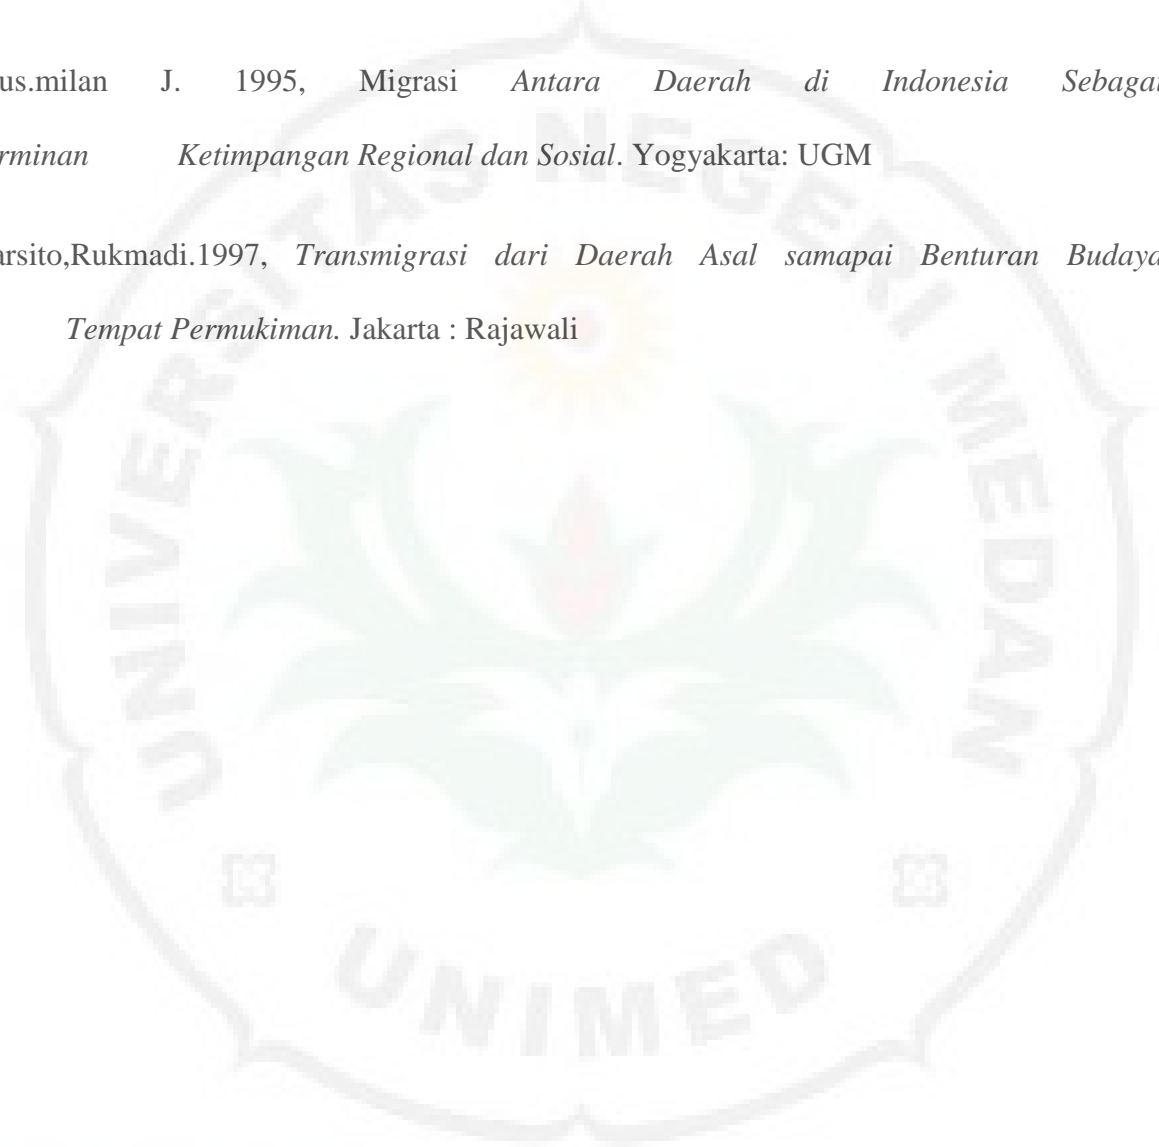 us.milan J. 1995, Migrasi Antara Daerah di Indonesia Sebagai
rminan Ketimpangan Regional dan Sosial. Yogyakarta: UGM
arsito,Rukmadi.1997, Transmigrasi dari Daerah Asal samapai Benturan Budaya
Tempat Permukiman. Jakarta : Rajawali
UNIVERSITAS NEGERI MEDAN
UNIMED